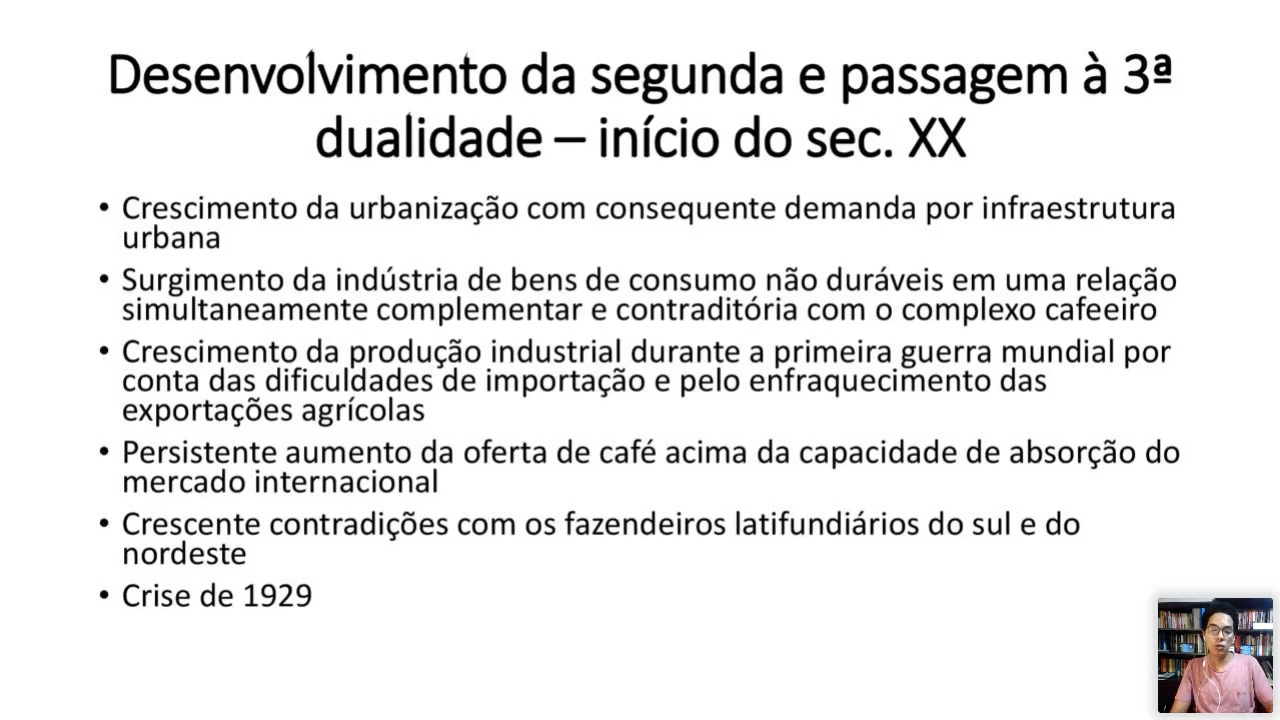 Desenvolvimento da segunda e passagem à 3ª
dualidade – início do sec. XX
• Crescimento da urbanização com consequente demanda por infraestrutura
urbana
• Surgimento da indústria de bens de consumo não duráveis em uma relação
simultaneamente complementar e contraditória com o complexo cafeeiro
• Crescimento da produção industrial durante a primeira guerra mundial por
conta das dificuldades de importação e pelo enfraquecimento das
exportações agrícolas
• Persistente aumento da oferta de café acima da capacidade de absorção do
mercado internacional
• Crescente contradições com os fazendeiros latifundiários do sul e do
nordeste
• Crise de 1929